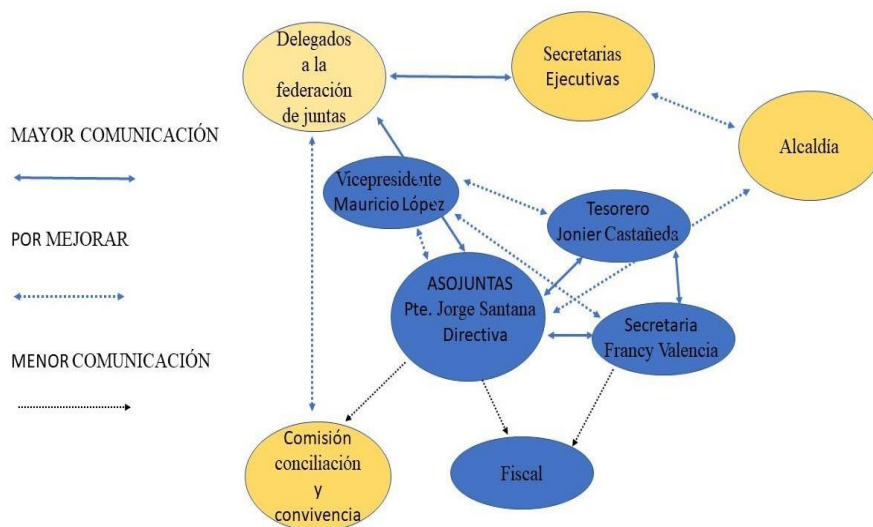 MAYOR COMUNICACIÓN
POR MEJORAR
MENOR COMUNICACIÓN
Delegados
a la
federación
de juntas
Secretarias
Ejecutivas
Alcaldía
Vicepresidente
Mauricio López
Tesorero
Jonier Castañeda
ASOJUNTAS
Pte. Jorge Santana
Directiva
Secretaria
Francy Valencia
Comisión
conciliación
y
convivencia
Fiscal